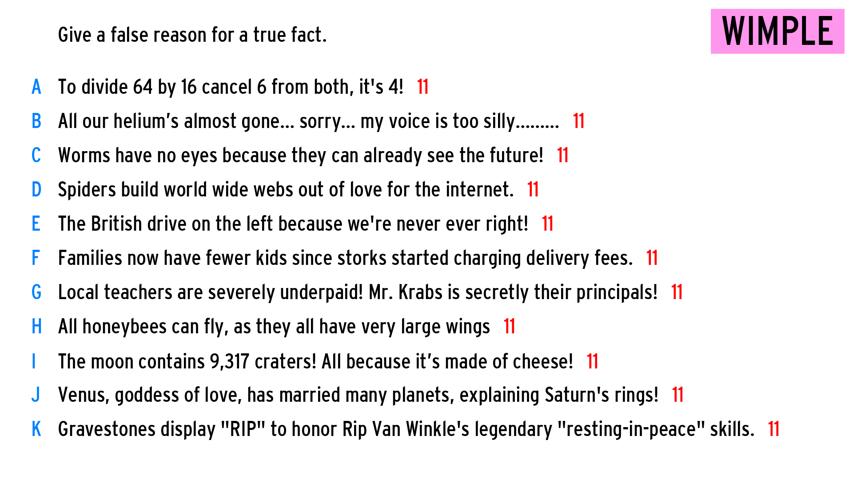 Give a false reason for a true fact.
WIMPLE
A To divide 64 by 16 cancel 6 from both, it's 4! 11
B All our helium’s almost gone... sorry... my voice is too silly......... 11
C Worms have no eyes because they can already see the future! 11
D Spiders build world wide webs out of love for the internet. 11
E The British drive on the left because we're never ever right! 11
F Families now have fewer kids since storks started charging delivery fees. 11
G Local teachers are severely underpaid! Mr. Krabs is secretly their principals! 11
H All honeybees can fly, as they all have very large wings 11
I The moon contains 9,317 craters! All because it’s made of cheese! 11
J Venus, goddess of love, has married many planets, explaining Saturn's rings! 11
K Gravestones display "RIP" to honor Rip Van Winkle's legendary "resting-in-peace" skills. 11